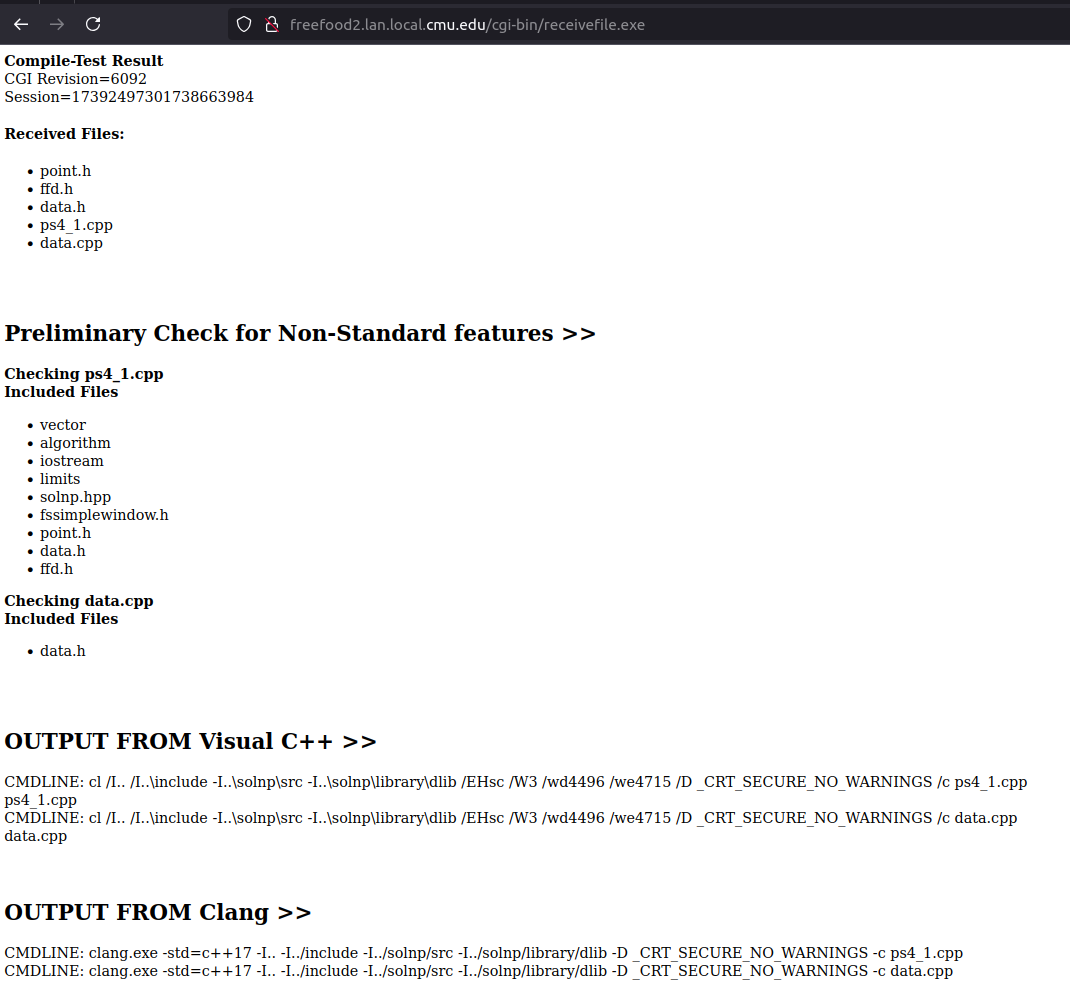 freefood2.lan.local.cmu.edu/cgi-bin/receivefile.exe
Compile-Test Result
CGI Revision=6092
Session=17392497301738663984
Received Files:
point.h
ffd.h
data.h
ps4_1.cpp
data.cpp
Preliminary Check for Non-Standard features >>
Checking ps4_1.cpp
Included Files
vector
algorithm
iostream
limits
solnp.hpp
fssimplewindow.h
point.h
data.h
ffd.h
Checking data.cpp
Included Files
data.h
OUTPUT FROM Visual C++ >>
CMDLINE: cl /I.. /I..\include -I..\solnp\src -I..\solnp\library\dlib /EHsc /W3 /wd4496 /we4715 /D _CRT_SECURE_NO_WARNINGS /c ps4_1.cpp
ps4_1.cpp
CMDLINE: cl /I.. /I..\include -I..\solnp\src -I..\solnp\library\dlib /EHsc /W3 /wd4496 /we4715 /D _CRT_SECURE_NO_WARNINGS /c data.cpp
data.cpp
OUTPUT FROM Clang >>
CMDLINE: clang.exe -std=c++17 -I.. -I../include -I../solnp/src -I../solnp/library/dlib -D _CRT_SECURE_NO_WARNINGS -c ps4_1.cpp
CMDLINE: clang.exe -std=c++17 -I.. -I../include -I../solnp/src -I../solnp/library/dlib -D _CRT_SECURE_NO_WARNINGS -c data.cpp